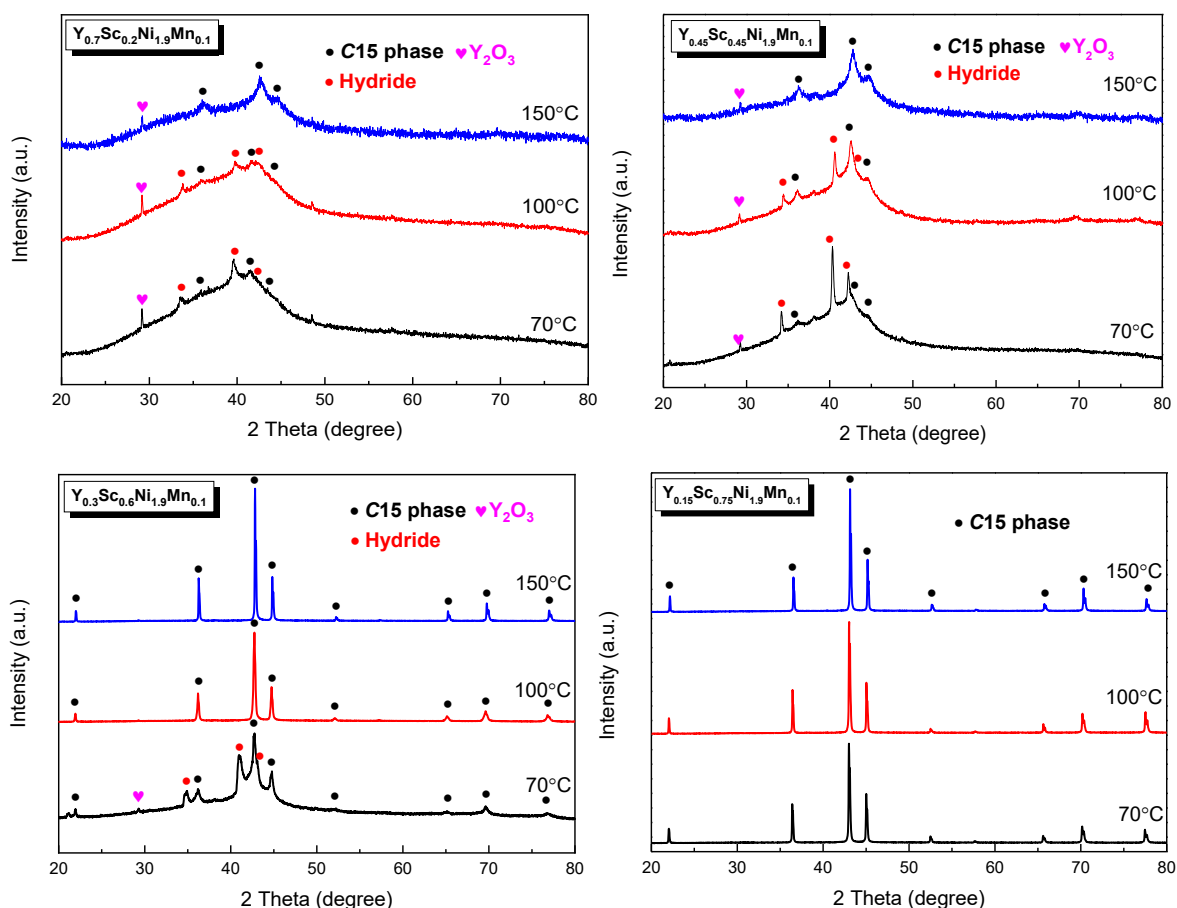 Y₀.₇Sc₀.₂Ni₁.₉Mn₀.₁
● C15 phase ♥ Y₂O₃
● Hydride
150°C
100°C
70°C
Intensity (a.u.)
20 30 40 50 60 70 80
2 Theta (degree)
Y₀.₄₅Sc₀.₄₅Ni₁.₉Mn₀.₁
● C15 phase ♥ Y₂O₃
● Hydride
150°C
100°C
70°C
Intensity (a.u.)
20 30 40 50 60 70 80
2 Theta (degree)
Y₀.₃Sc₀.₆Ni₁.₉Mn₀.₁
● C15 phase ♥ Y₂O₃
● Hydride
150°C
100°C
70°C
Intensity (a.u.)
20 30 40 50 60 70 80
2 Theta (degree)
Y₀.₁₅Sc₀.₇₅Ni₁.₉Mn₀.₁
● C15 phase
150°C
100°C
70°C
Intensity (a.u.)
20 30 40 50 60 70 80
2 Theta (degree)